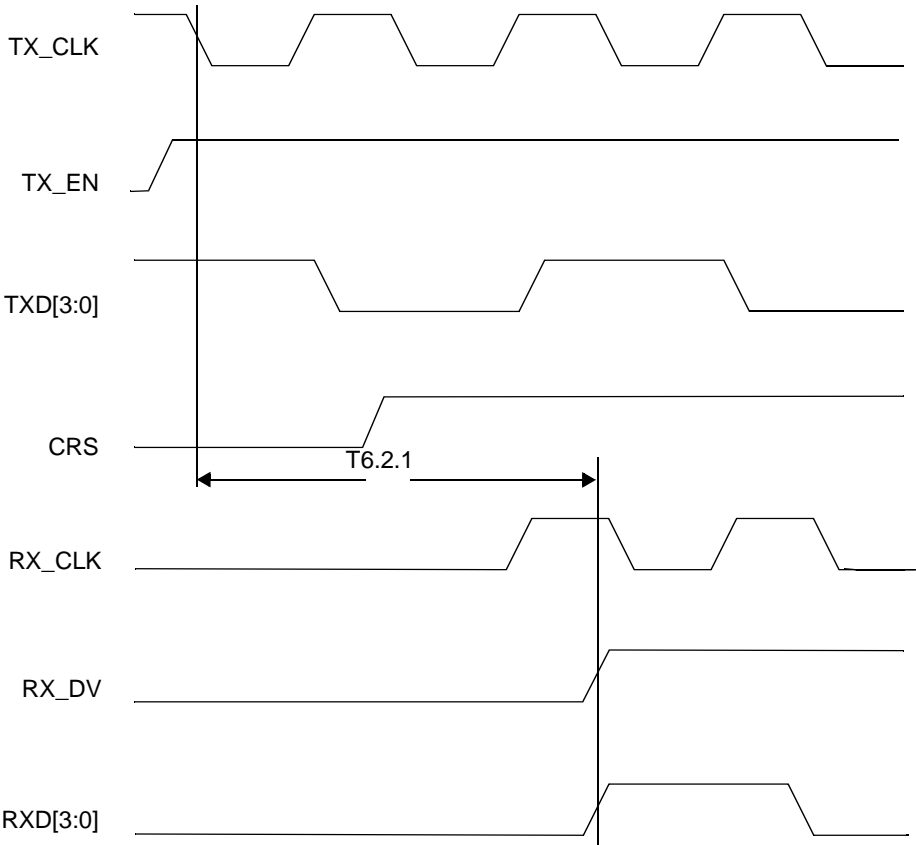 TX_CLK
TX_EN
TXD[3:0]
CRS
T6.2.1
RX_CLK
RX_DV
RXD[3:0]